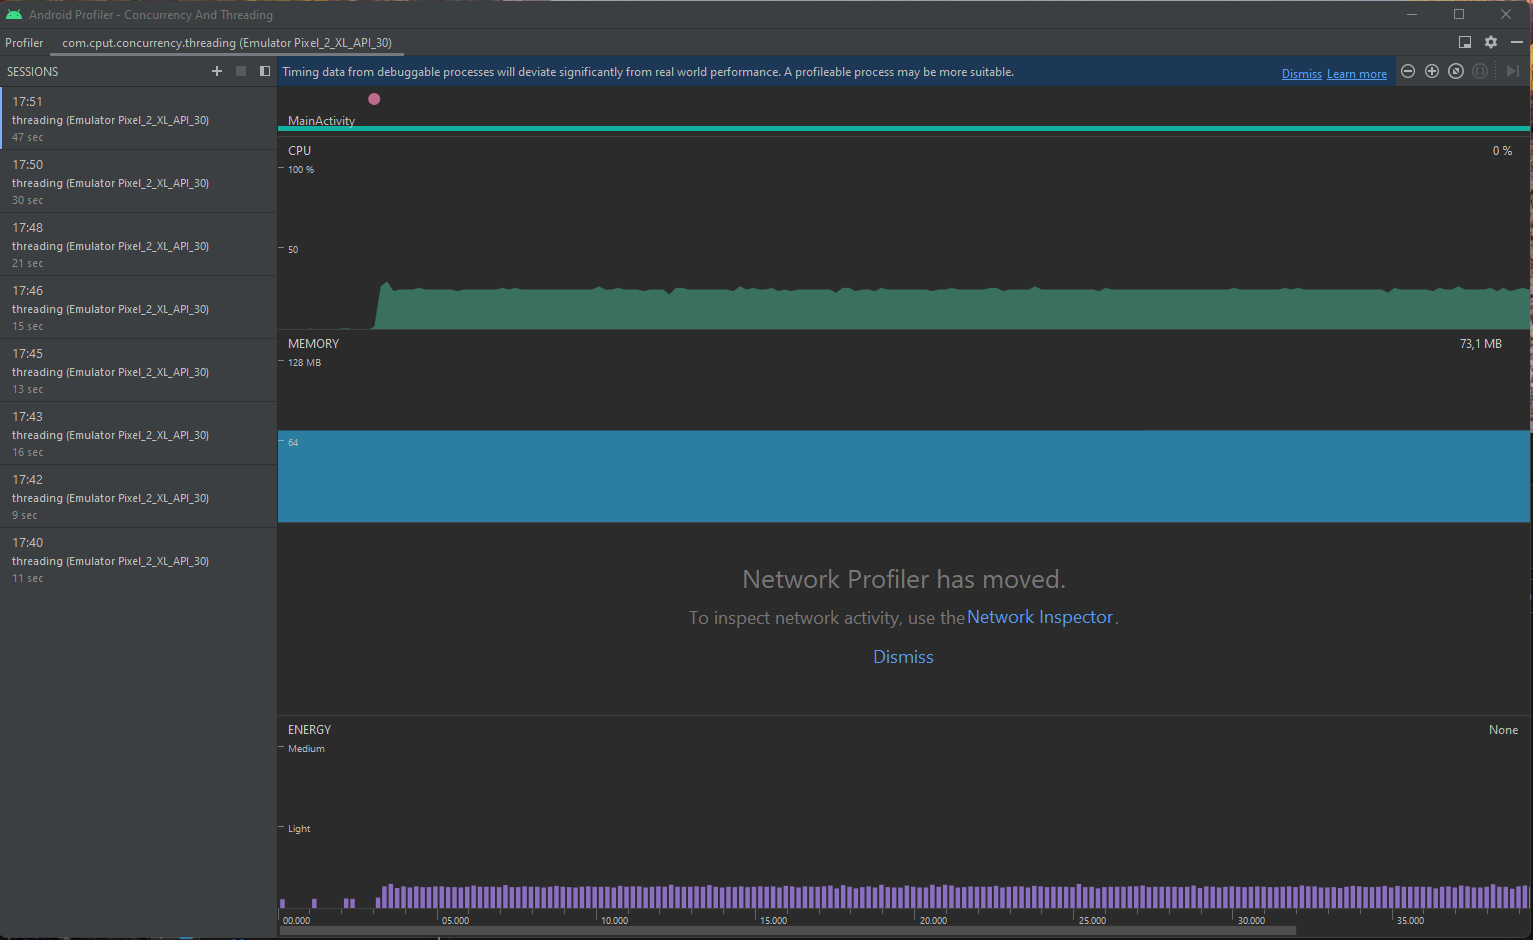 Android Profiler - Concurrency And Threading
Profiler com.cput.concurrency.threading (Emulator Pixel_2_XL_API_30)
SESSIONS
17:51
threading (Emulator Pixel_2_XL_API_30)
47 sec
17:50
threading (Emulator Pixel_2_XL_API_30)
30 sec
17:48
threading (Emulator Pixel_2_XL_API_30)
21 sec
17:46
threading (Emulator Pixel_2_XL_API_30)
15 sec
17:45
threading (Emulator Pixel_2_XL_API_30)
13 sec
17:43
threading (Emulator Pixel_2_XL_API_30)
16 sec
17:42
threading (Emulator Pixel_2_XL_API_30)
9 sec
17:40
threading (Emulator Pixel_2_XL_API_30)
11 sec
Timing data from debuggable processes will deviate significantly from real world performance. A profileable process may be more suitable. Dismiss Learn more
MainActivity
CPU 0 %
100 %
50
MEMORY 73,1 MB
128 MB
64
Network Profiler has moved.
To inspect network activity, use the Network Inspector.
Dismiss
ENERGY None
Medium
Light
00.000 05.000 10.000 15.000 20.000 25.000 30.000 35.000